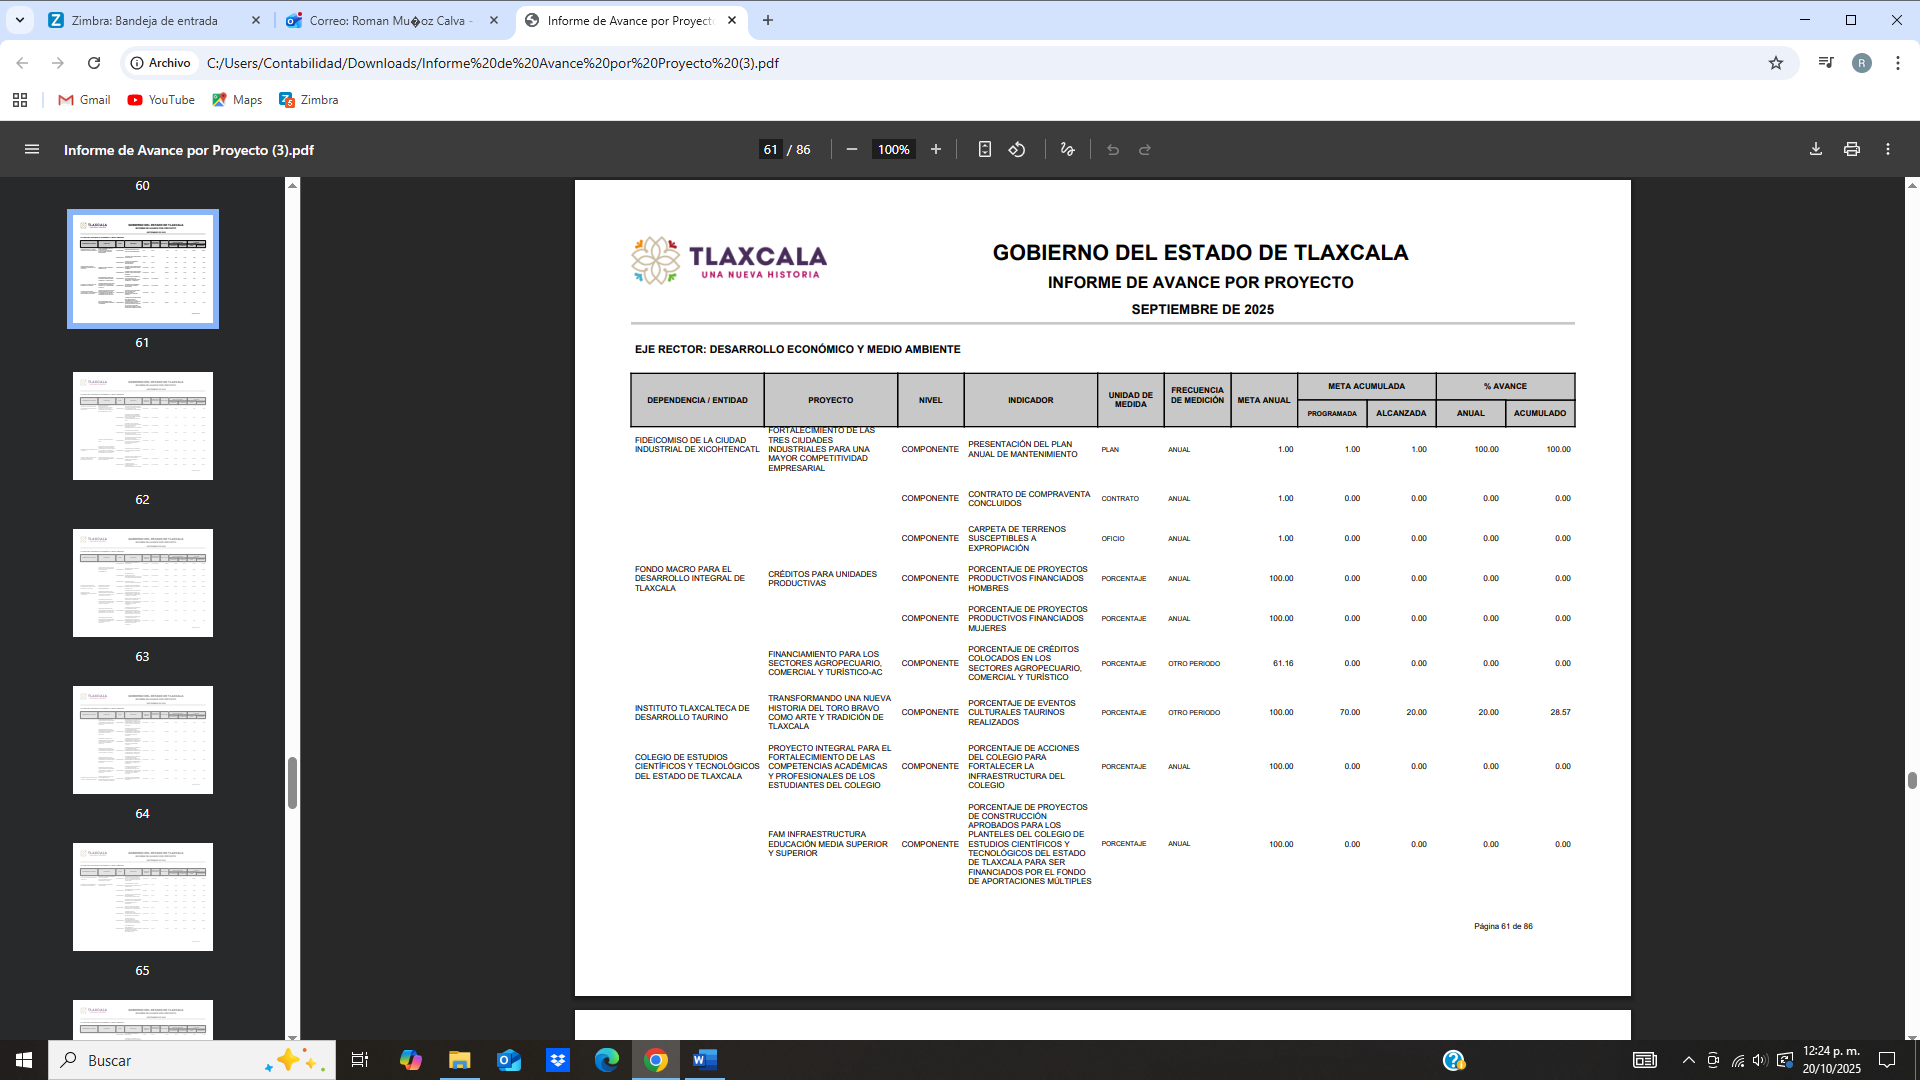 Zimbra: Bandeja de entrada
Correo: Roman Mu�oz Calva -
Informe de Avance por Proyecto
Archivo
C:/Users/Contabilidad/Downloads/Informe%20de%20Avance%20por%20Proyecto%20(3).pdf
R
Gmail
YouTube
Maps
Zimbra
Informe de Avance por Proyecto (3).pdf
61 / 86
100%
60
61
62
63
64
65
TLAXCALA
UNA NUEVA HISTORIA
GOBIERNO DEL ESTADO DE TLAXCALA
INFORME DE AVANCE POR PROYECTO
SEPTIEMBRE DE 2025
EJE RECTOR: DESARROLLO ECONÓMICO Y MEDIO AMBIENTE
DEPENDENCIA / ENTIDAD
PROYECTO
NIVEL
INDICADOR
UNIDAD DE
MEDIDA
FRECUENCIA
DE MEDICIÓN
META ANUAL
META ACUMULADA
PROGRAMADA
ALCANZADA
% AVANCE
ANUAL
ACUMULADO
FIDEICOMISO DE LA CIUDAD
INDUSTRIAL DE XICOHTENCATL
FORTALECIMIENTO DE LAS
TRES CIUDADES
INDUSTRIALES PARA UNA
MAYOR COMPETITIVIDAD
EMPRESARIAL
COMPONENTE
PRESENTACIÓN DEL PLAN
ANUAL DE MANTENIMIENTO
PLAN
ANUAL
1.00
1.00
1.00
100.00
100.00
COMPONENTE
CONTRATO DE COMPRAVENTA
CONCLUIDOS
CONTRATO
ANUAL
1.00
0.00
0.00
0.00
0.00
COMPONENTE
CARPETA DE TERRENOS
SUSCEPTIBLES A
EXPROPIACIÓN
OFICIO
ANUAL
1.00
0.00
0.00
0.00
0.00
FONDO MACRO PARA EL
DESARROLLO INTEGRAL DE
TLAXCALA
CRÉDITOS PARA UNIDADES
PRODUCTIVAS
COMPONENTE
PORCENTAJE DE PROYECTOS
PRODUCTIVOS FINANCIADOS
HOMBRES
PORCENTAJE
ANUAL
100.00
0.00
0.00
0.00
0.00
COMPONENTE
PORCENTAJE DE PROYECTOS
PRODUCTIVOS FINANCIADOS
MUJERES
PORCENTAJE
ANUAL
100.00
0.00
0.00
0.00
0.00
FINANCIAMIENTO PARA LOS
SECTORES AGROPECUARIO,
COMERCIAL Y TURÍSTICO-AC
COMPONENTE
PORCENTAJE DE CRÉDITOS
COLOCADOS EN LOS
SECTORES AGROPECUARIO,
COMERCIAL Y TURÍSTICO
PORCENTAJE
OTRO PERIODO
61.16
0.00
0.00
0.00
0.00
INSTITUTO TLAXCALTECA DE
DESARROLLO TAURINO
TRANSFORMANDO UNA NUEVA
HISTORIA DEL TORO BRAVO
COMO ARTE Y TRADICIÓN DE
TLAXCALA
COMPONENTE
PORCENTAJE DE EVENTOS
CULTURALES TAURINOS
REALIZADOS
PORCENTAJE
OTRO PERIODO
100.00
70.00
20.00
20.00
28.57
COLEGIO DE ESTUDIOS
CIENTÍFICOS Y TECNOLÓGICOS
DEL ESTADO DE TLAXCALA
PROYECTO INTEGRAL PARA EL
FORTALECIMIENTO DE LAS
COMPETENCIAS ACADÉMICAS
Y PROFESIONALES DE LOS
ESTUDIANTES DEL COLEGIO
COMPONENTE
PORCENTAJE DE ACCIONES
DEL COLEGIO PARA
FORTALECER LA
INFRAESTRUCTURA DEL
COLEGIO
PORCENTAJE
ANUAL
100.00
0.00
0.00
0.00
0.00
FAM INFRAESTRUCTURA
EDUCACIÓN MEDIA SUPERIOR
Y SUPERIOR
COMPONENTE
PORCENTAJE DE PROYECTOS
DE CONSTRUCCIÓN
APROBADOS PARA LOS
PLANTELES DEL COLEGIO DE
ESTUDIOS CIENTÍFICOS Y
TECNOLÓGICOS DEL ESTADO
DE TLAXCALA PARA SER
FINANCIADOS POR EL FONDO
DE APORTACIONES MÚLTIPLES
PORCENTAJE
ANUAL
100.00
0.00
0.00
0.00
0.00
Página 61 de 86
Buscar
12:24 p. m.
20/10/2025